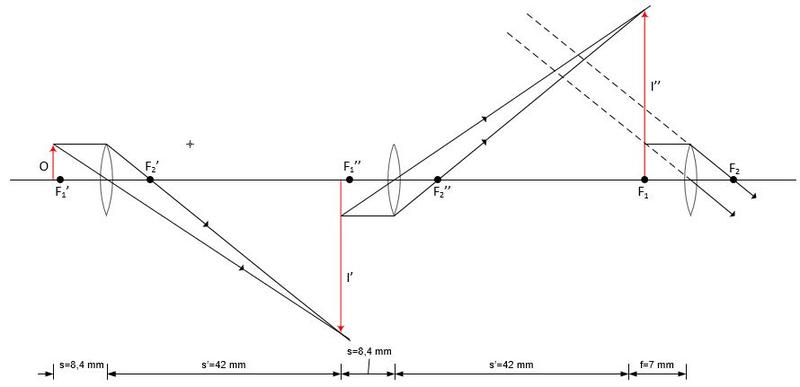 I''
O
F₁'
F₂'
F₁''
F₂''
F₁
F₂
I'
s=8,4 mm
s'=42 mm
s=8,4 mm
s'=42 mm
f=7 mm